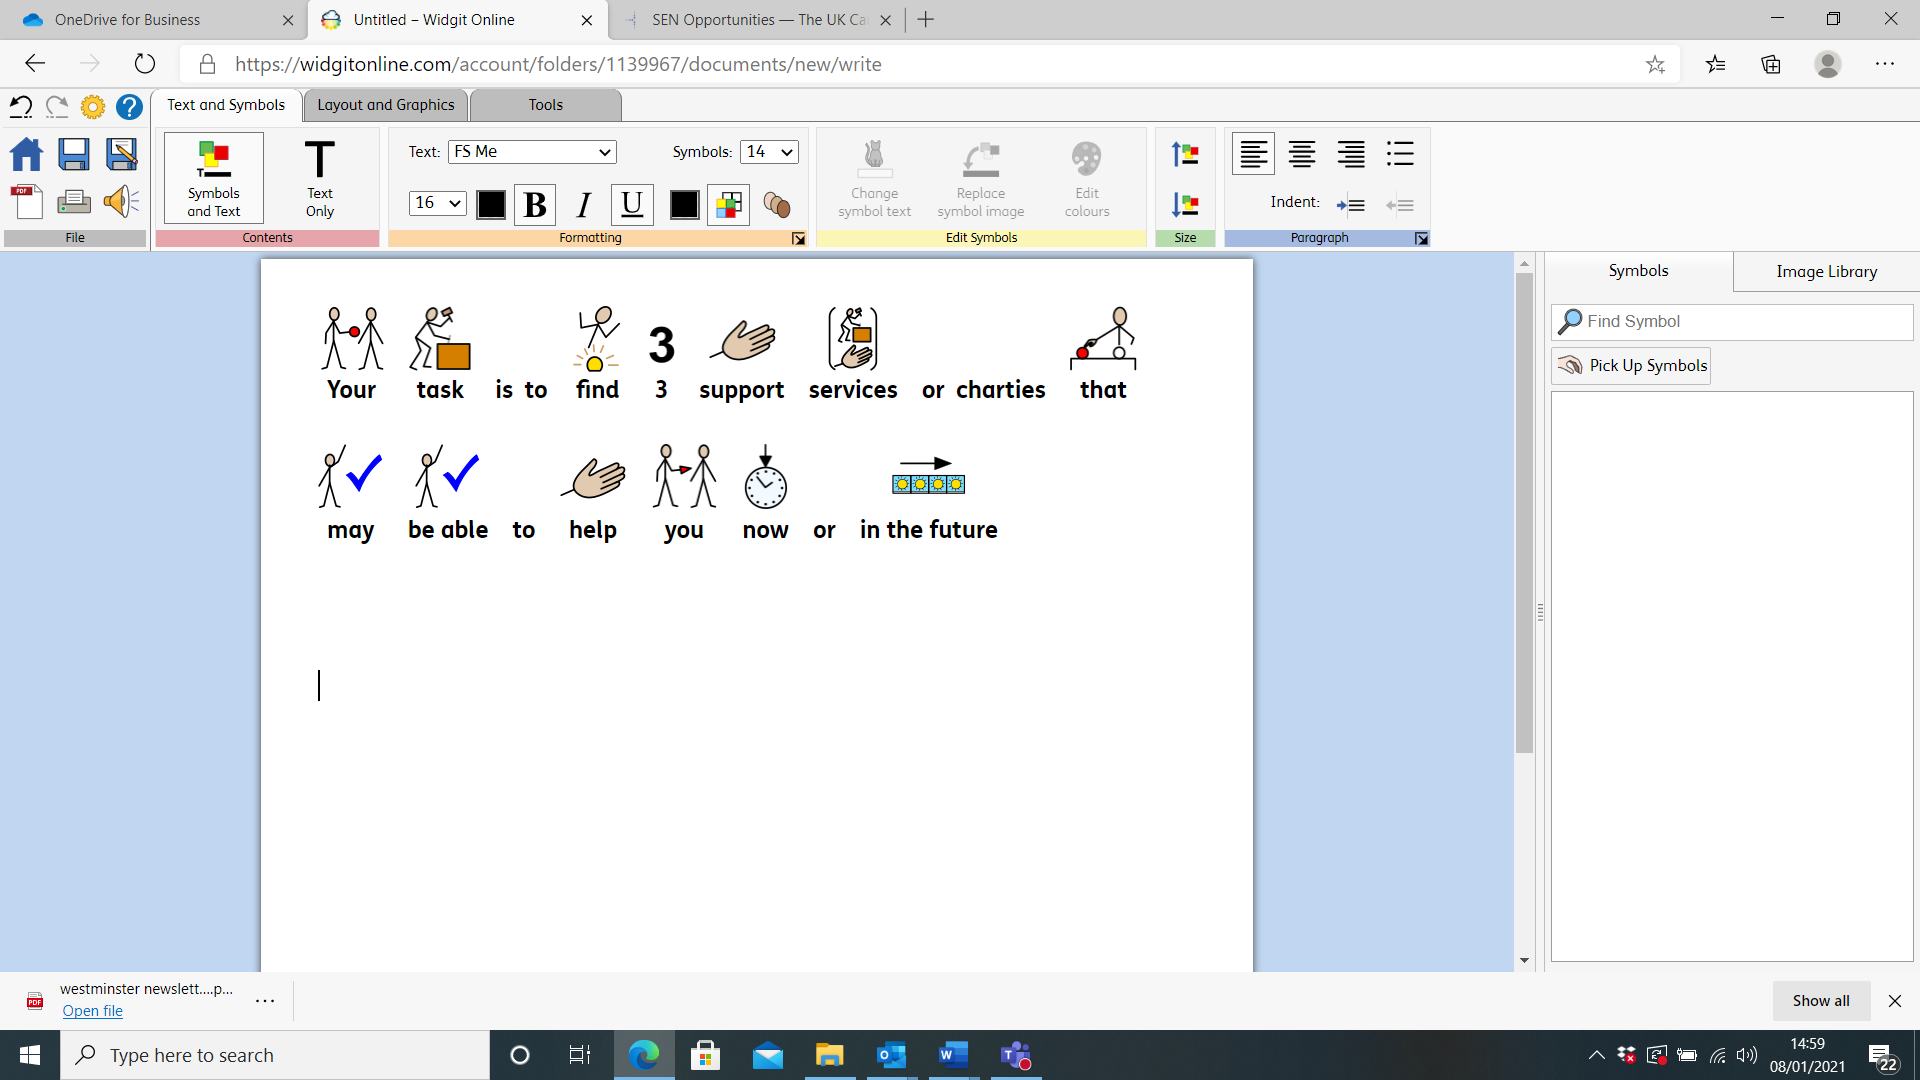 OneDrive for Business
Untitled – Widgit Online
SEN Opportunities — The UK Ca
https://widgitonline.com/account/folders/1139967/documents/new/write
Text and Symbols
Layout and Graphics
Tools
Symbols and Text
Text Only
Text: FS Me
Symbols: 14
16 B I U
Change symbol text
Replace symbol image
Edit colours
Indent:
PDF
File
Contents
Formatting
Edit Symbols
Size
Paragraph
Symbols
Image Library
Find Symbol
Pick Up Symbols
3
Your task is to find 3 support services or charties that
may be able to help you now or in the future
PDF
westminster newslett....p...
Open file
Show all
Type here to search
14:59
08/01/2021
22